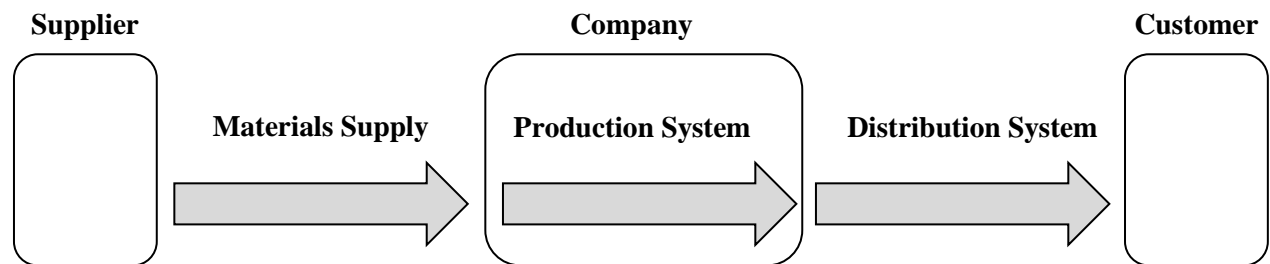 Supplier
Company
Customer
Materials Supply
Production System
Distribution System